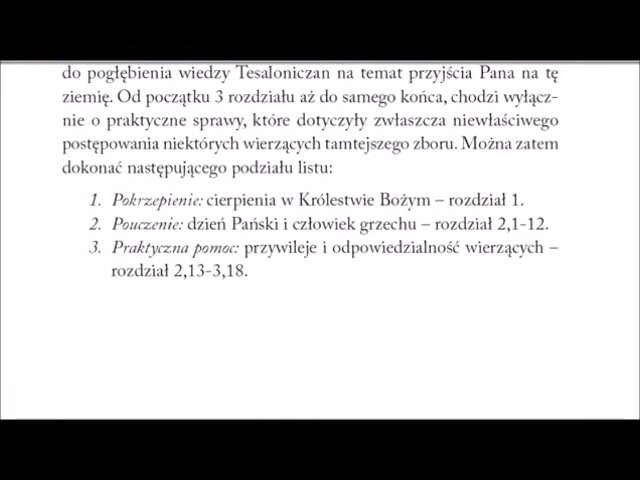 do pogłębienia wiedzy Tesaloniczan na temat przyjścia Pana na tę
ziemię. Od początku 3 rozdziału aż do samego końca, chodzi wyłącz-
nie o praktyczne sprawy, które dotyczyły zwłaszcza niewłaściwego
postępowania niektórych wierzących tamtejszego zboru. Można zatem
dokonać następującego podziału listu:
1. Pokrzepienie: cierpienia w Królestwie Bożym – rozdział 1.
2. Pouczenie: dzień Pański i człowiek grzechu – rozdział 2,1-12.
3. Praktyczna pomoc: przywileje i odpowiedzialność wierzących –
rozdział 2,13-3,18.